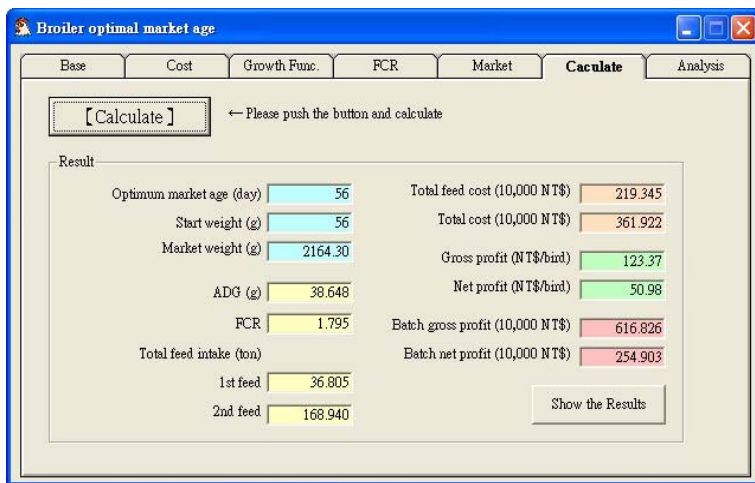 Broiler optimal market age
Base Cost Growth Func. FCR Market Caculate Analysis
【Calculate】 ← Please push the button and calculate
Result
Optimum market age (day) 56
Start weight (g) 56
Market weight (g) 2164.30
ADG (g) 38.648
FCR 1.795
Total feed intake (ton)
1st feed 36.805
2nd feed 168.940
Total feed cost (10,000 NT$) 219.345
Total cost (10,000 NT$) 361.922
Gross profit (NT$/bird) 123.37
Net profit (NT$/bird) 50.98
Batch gross profit (10,000 NT$) 616.826
Batch net profit (10,000 NT$) 254.903
Show the Results